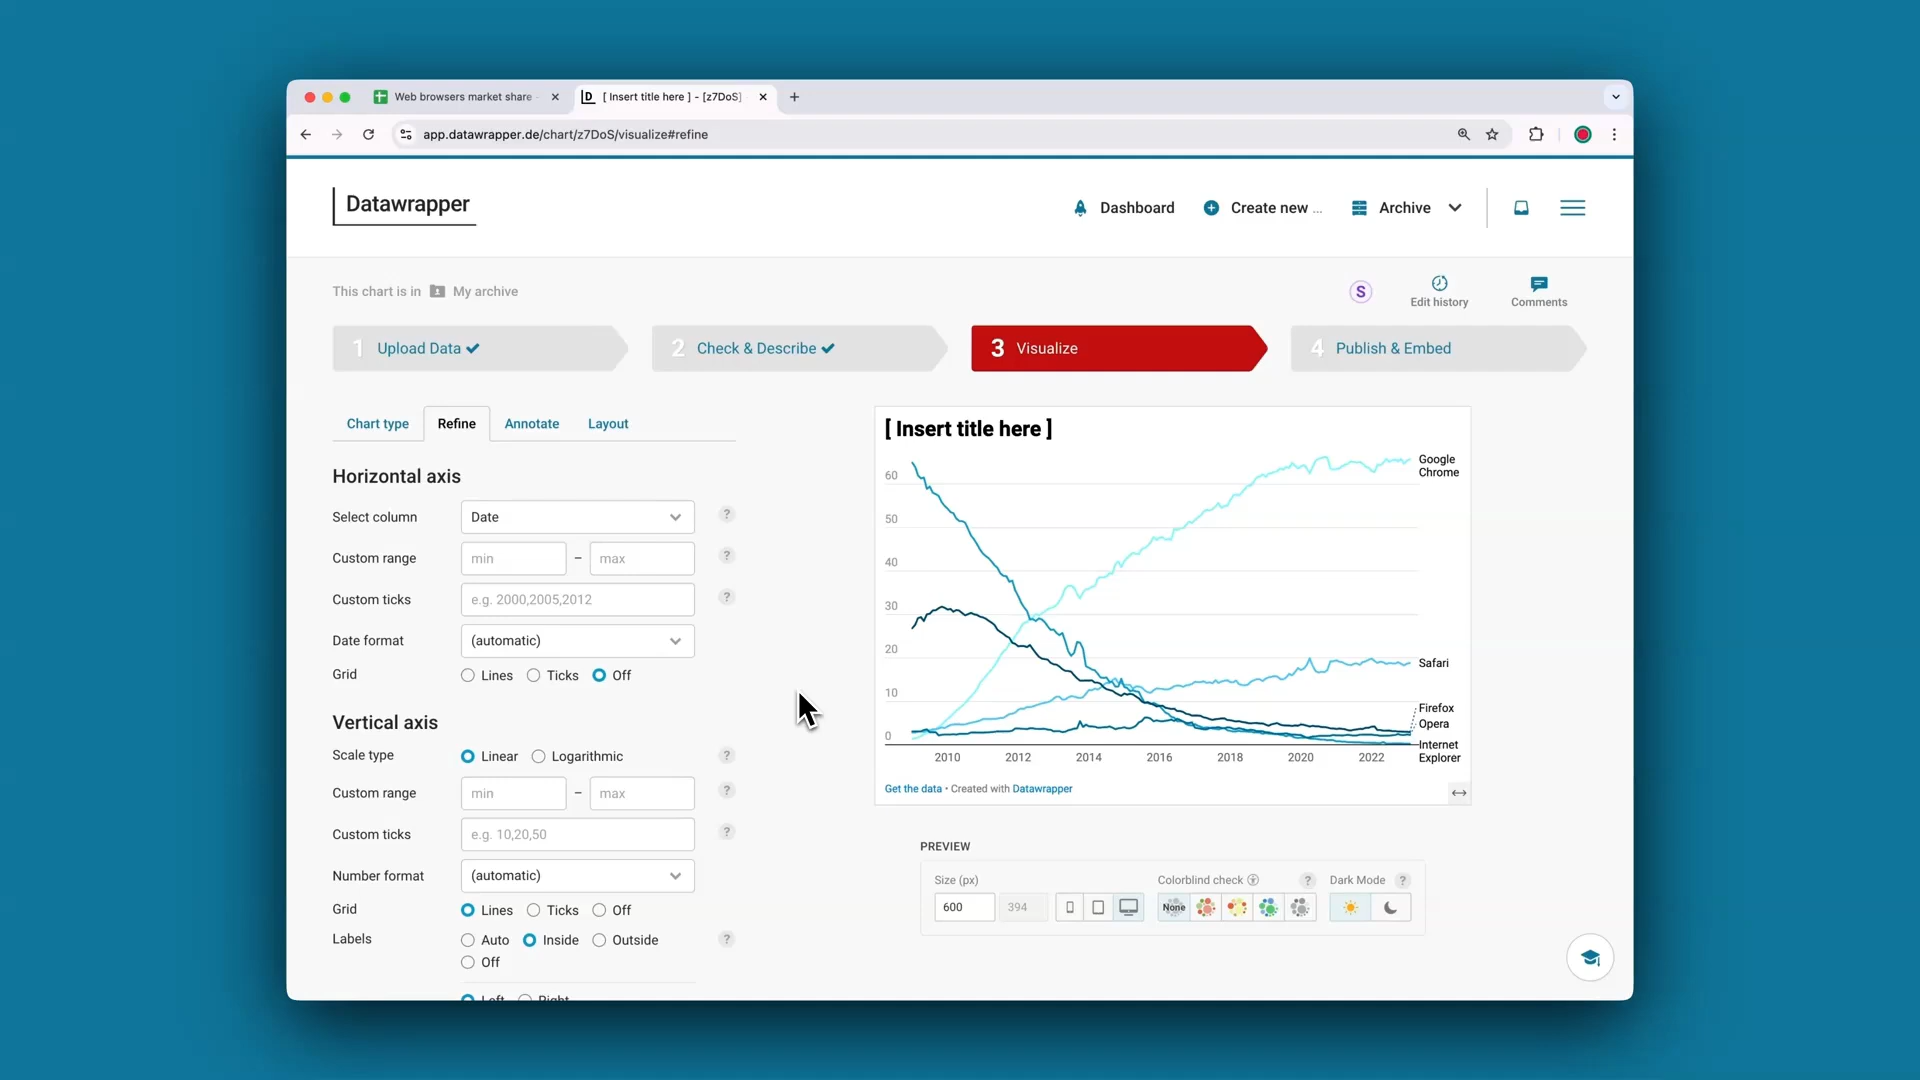 Web browsers market share
[ Insert title here ] - [z7DoS]
app.datawrapper.de/chart/z7DoS/visualize#refine
Datawrapper
Dashboard
Create new ...
Archive
This chart is in My archive
S
Edit history
Comments
1 Upload Data
2 Check & Describe
3 Visualize
4 Publish & Embed
Chart type
Refine
Annotate
Layout
Horizontal axis
Select column
Date
?
Custom range
min
–
max
?
Custom ticks
e.g. 2000,2005,2012
?
Date format
(automatic)
Grid
Lines
Ticks
Off
Vertical axis
Scale type
Linear
Logarithmic
?
Custom range
min
–
max
?
Custom ticks
e.g. 10,20,50
?
Number format
(automatic)
Grid
Lines
Ticks
Off
Labels
Auto
Inside
Outside
?
Off
Left
Right
[ Insert title here ]
60
50
40
30
20
10
0
Google
Chrome
Safari
Firefox
Opera
Internet
Explorer
2010
2012
2014
2016
2018
2020
2022
Get the data • Created with Datawrapper
PREVIEW
Size (px)
600
394
Colorblind check
?
None
Dark Mode
?